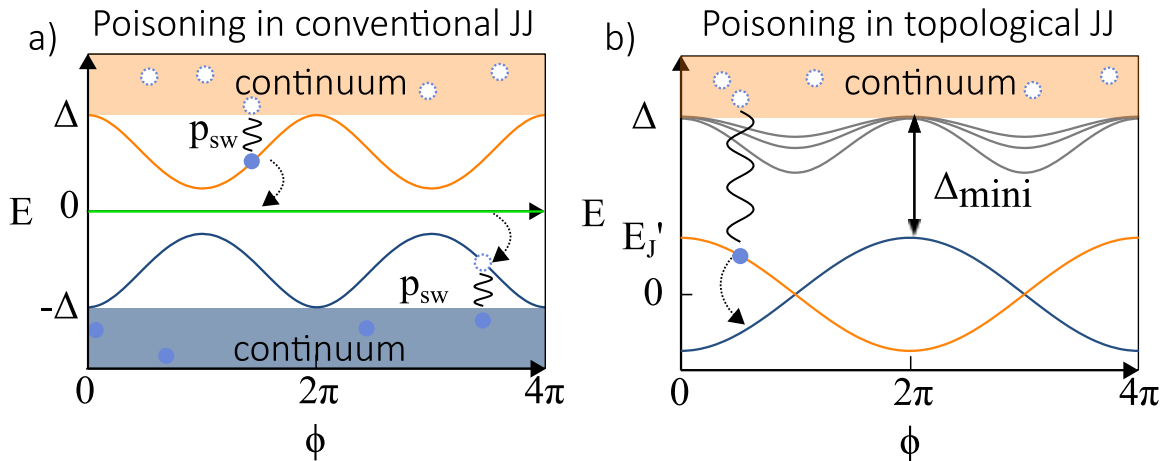 a) Poisoning in conventional JJ
continuum
Δ
p_sw
E
0
p_sw
-Δ
continuum
0
2π
4π
ϕ
b) Poisoning in topological JJ
continuum
Δ
Δmini
E
E_J'
0
0
2π
4π
ϕ